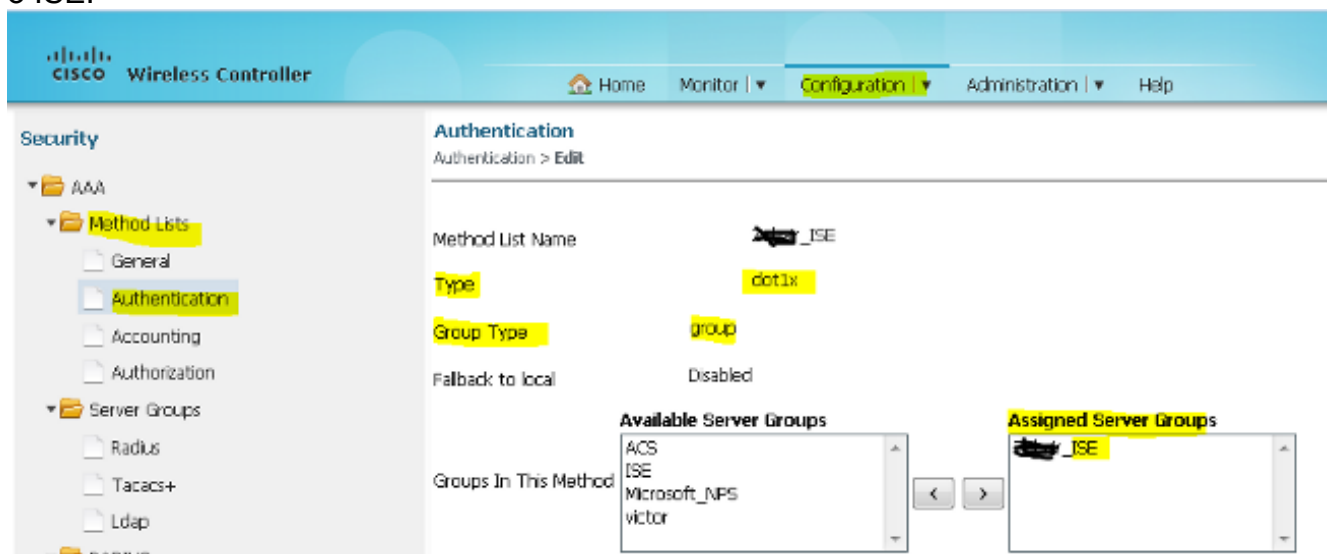 CISCO Wireless Controller
Home Monitor Configuration Administration Help
Security
AAA
Method Lists
General
Authentication
Accounting
Authorization
Server Groups
Radius
Tacacs+
Ldap
Authentication
Authentication > Edit
Method List Name _ISE
Type dot1x
Group Type group
Fallback to local Disabled
Available Server Groups Assigned Server Groups
Groups In This Method
ACS
ISE
Microsoft_NPS
victor
< >
_ISE